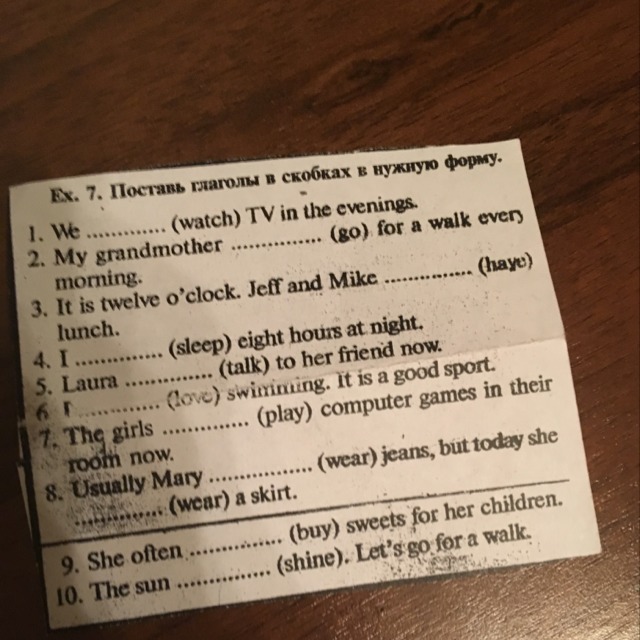 Ex. 7. Поставь глаголы в скобках в нужную форму.
1. We ............. (watch) TV in the evenings.
2. My grandmother ............... (go) for a walk every
morning.
3. It is twelve o'clock. Jeff and Mike ............... (have)
lunch.
4. I .............. (sleep) eight hours at night.
5. Laura .............. (talk) to her friend now.
6 I .............. (love) swimming. It is a good sport.
7. The girls .............. (play) computer games in their
room now.
8. Usually Mary ................. (wear) jeans, but today she
.............. (wear) a skirt.
9. She often ............... (buy) sweets for her children.
10. The sun ............... (shine). Let's go for a walk.